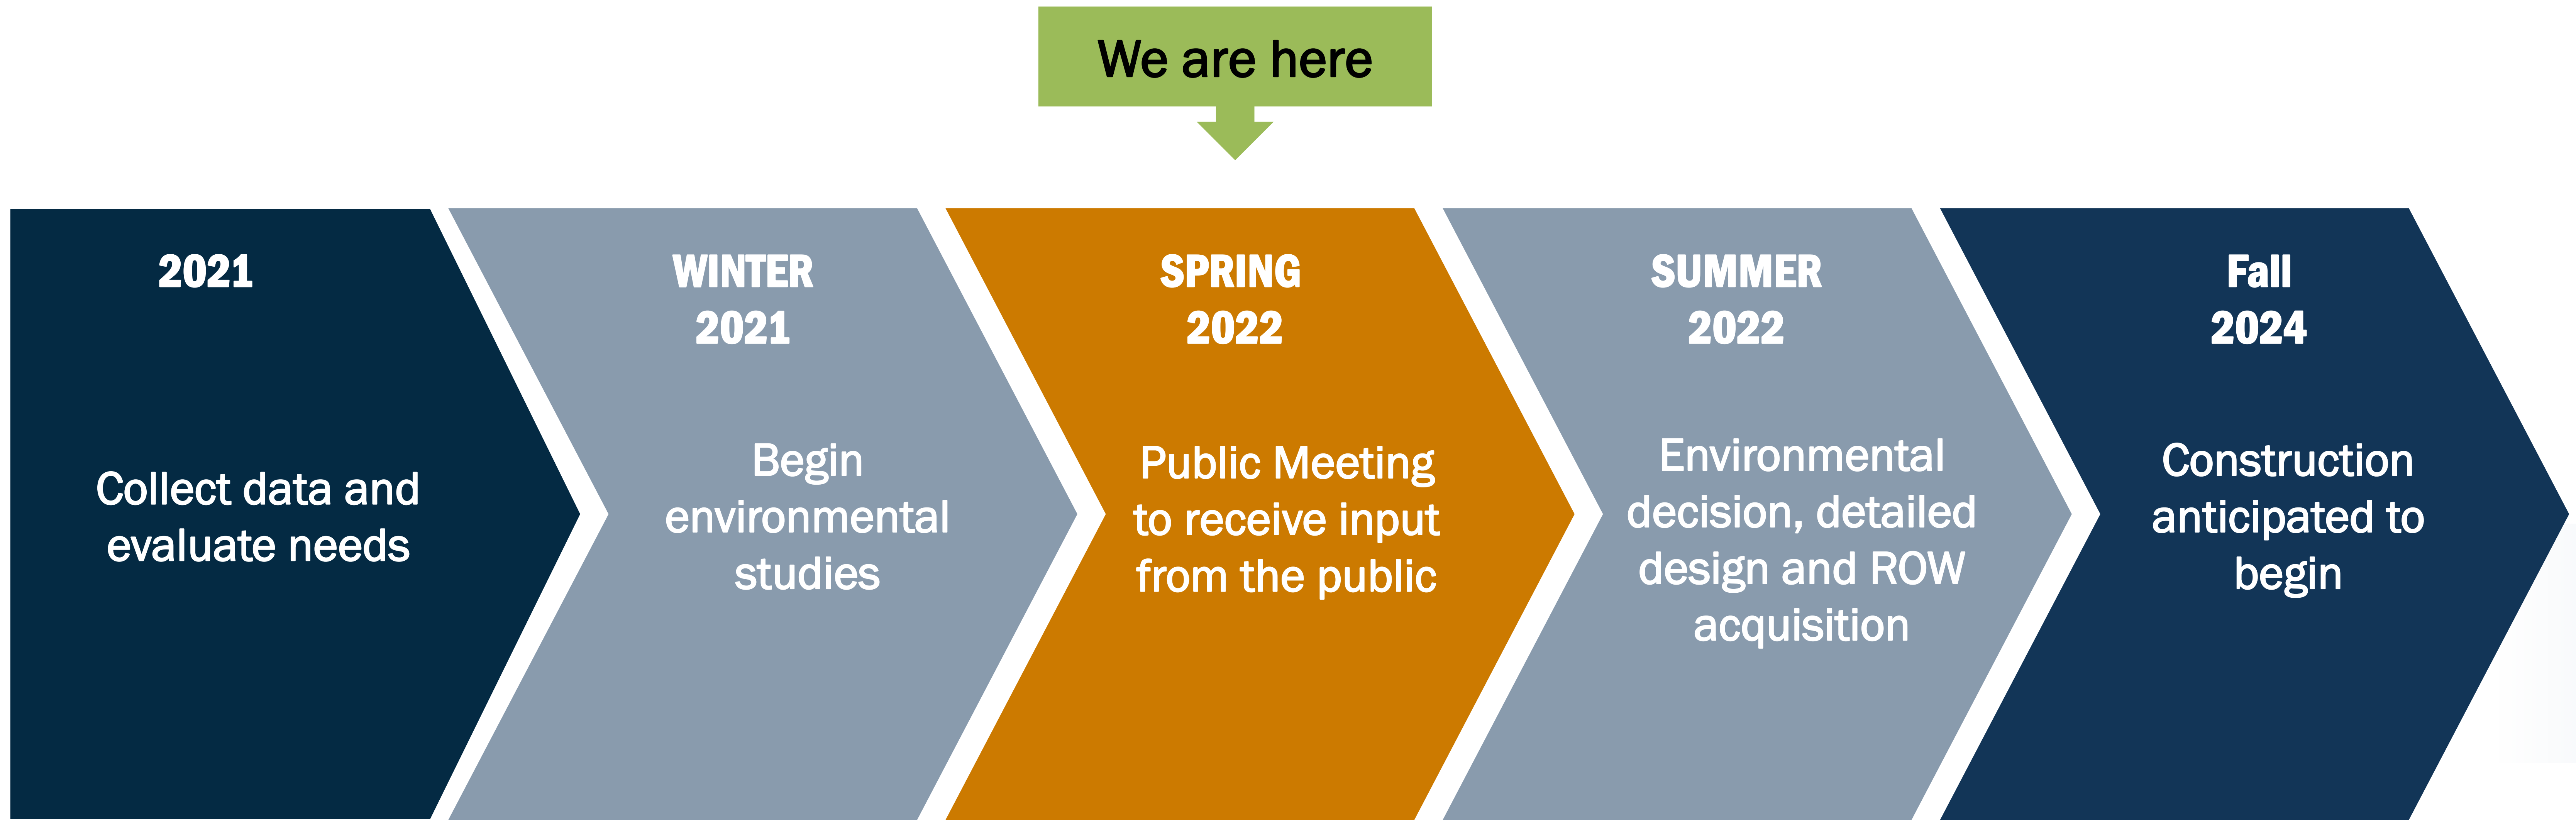 We are here
2021
Collect data and
evaluate needs
WINTER
2021
Begin
environmental
studies
SPRING
2022
Public Meeting
to receive input
from the public
SUMMER
2022
Environmental
decision, detailed
design and ROW
acquisition
Fall
2024
Construction
anticipated to
begin